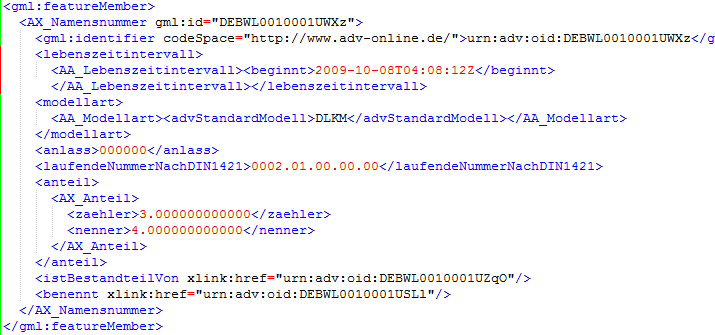 <gml:featureMember>
<AX_Namensnummer gml:id="DEBWL0010001UWXz">
<gml:identifier codeSpace="http://www.adv-online.de/">urn:adv:oid:DEBWL0010001UWXz</g
<lebenszeitintervall>
<AA_Lebenszeitintervall><beginnt>2009-10-08T04:08:12Z</beginnt>
</AA_Lebenszeitintervall></lebenszeitintervall>
<modellart>
<AA_Modellart><advStandardModell>DLKM</advStandardModell></AA_Modellart>
</modellart>
<anlass>000000</anlass>
<laufendeNummerNachDIN1421>0002.01.00.00.00</laufendeNummerNachDIN1421>
<anteil>
<AX_Anteil>
<zaehler>3.000000000000</zaehler>
<nenner>4.000000000000</nenner>
</AX_Anteil>
</anteil>
<istBestandteilVon xlink:href="urn:adv:oid:DEBWL0010001UZqO"/>
<benennt xlink:href="urn:adv:oid:DEBWL0010001USLl"/>
</AX_Namensnummer>
</gml:featureMember>